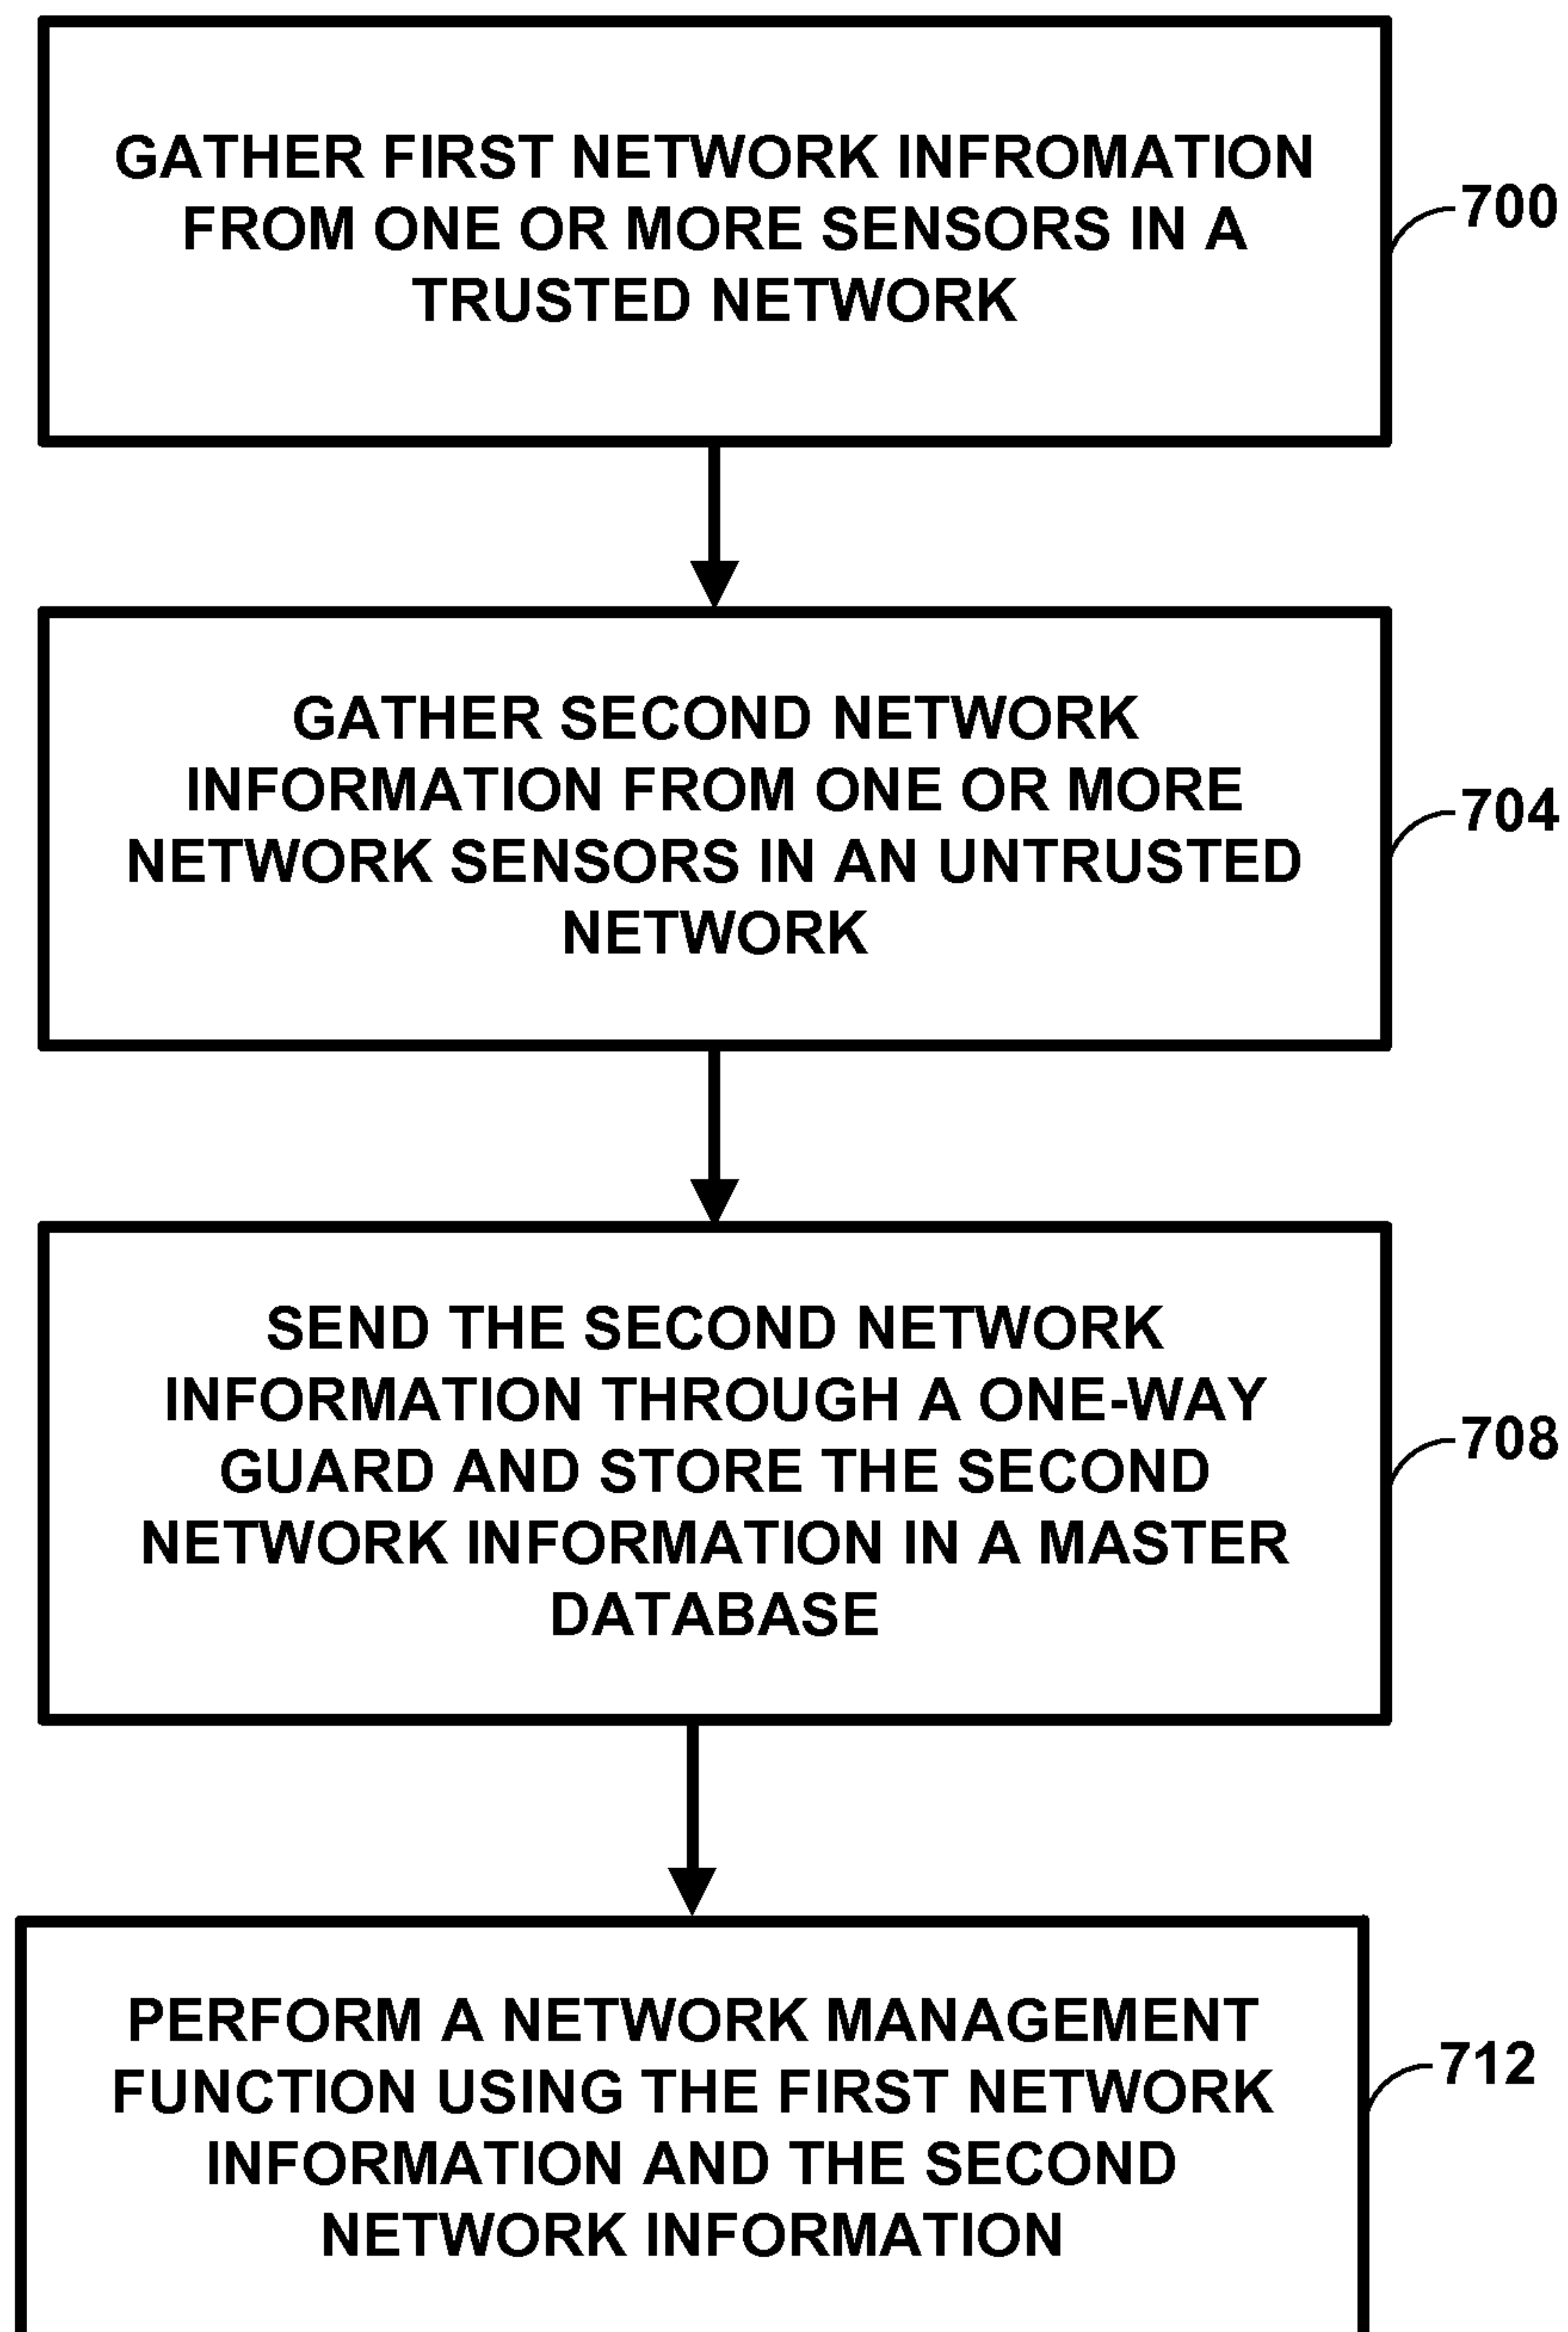 GATHER FIRST NETWORK INFROMATION
FROM ONE OR MORE SENSORS IN A
TRUSTED NETWORK
700
GATHER SECOND NETWORK
INFORMATION FROM ONE OR MORE
NETWORK SENSORS IN AN UNTRUSTED
NETWORK
704
SEND THE SECOND NETWORK
INFORMATION THROUGH A ONE-WAY
GUARD AND STORE THE SECOND
NETWORK INFORMATION IN A MASTER
DATABASE
708
PERFORM A NETWORK MANAGEMENT
FUNCTION USING THE FIRST NETWORK
INFORMATION AND THE SECOND
NETWORK INFORMATION
712